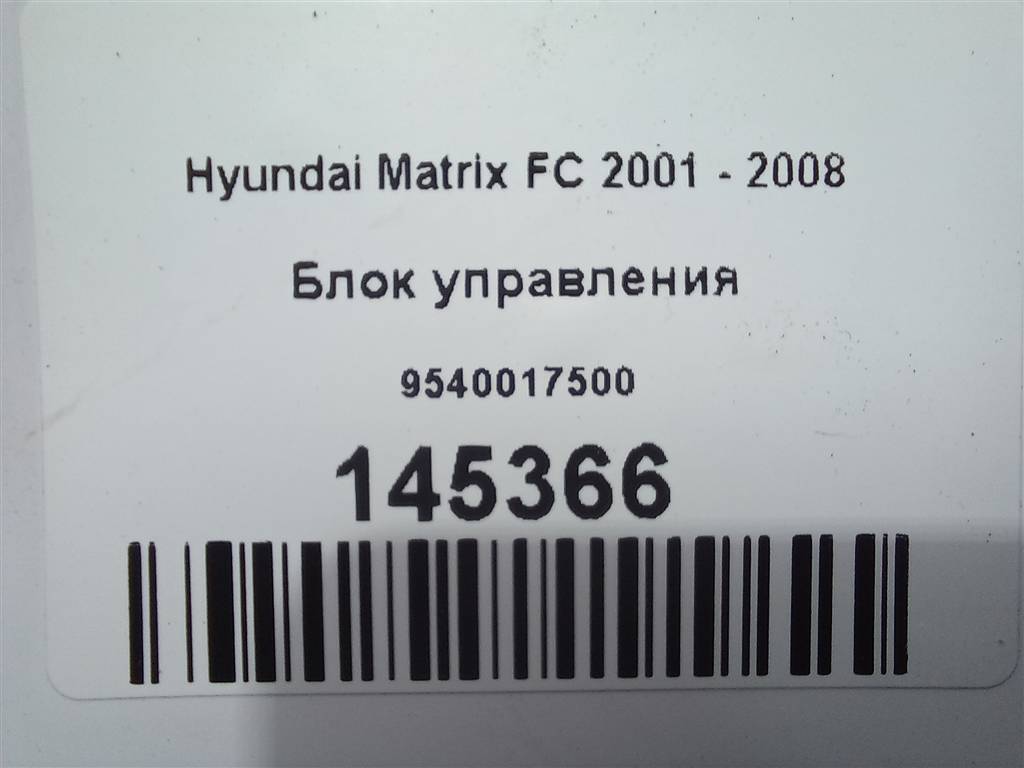 Hyundai Matrix FC 2001 - 2008
Блок управления
9540017500
145366